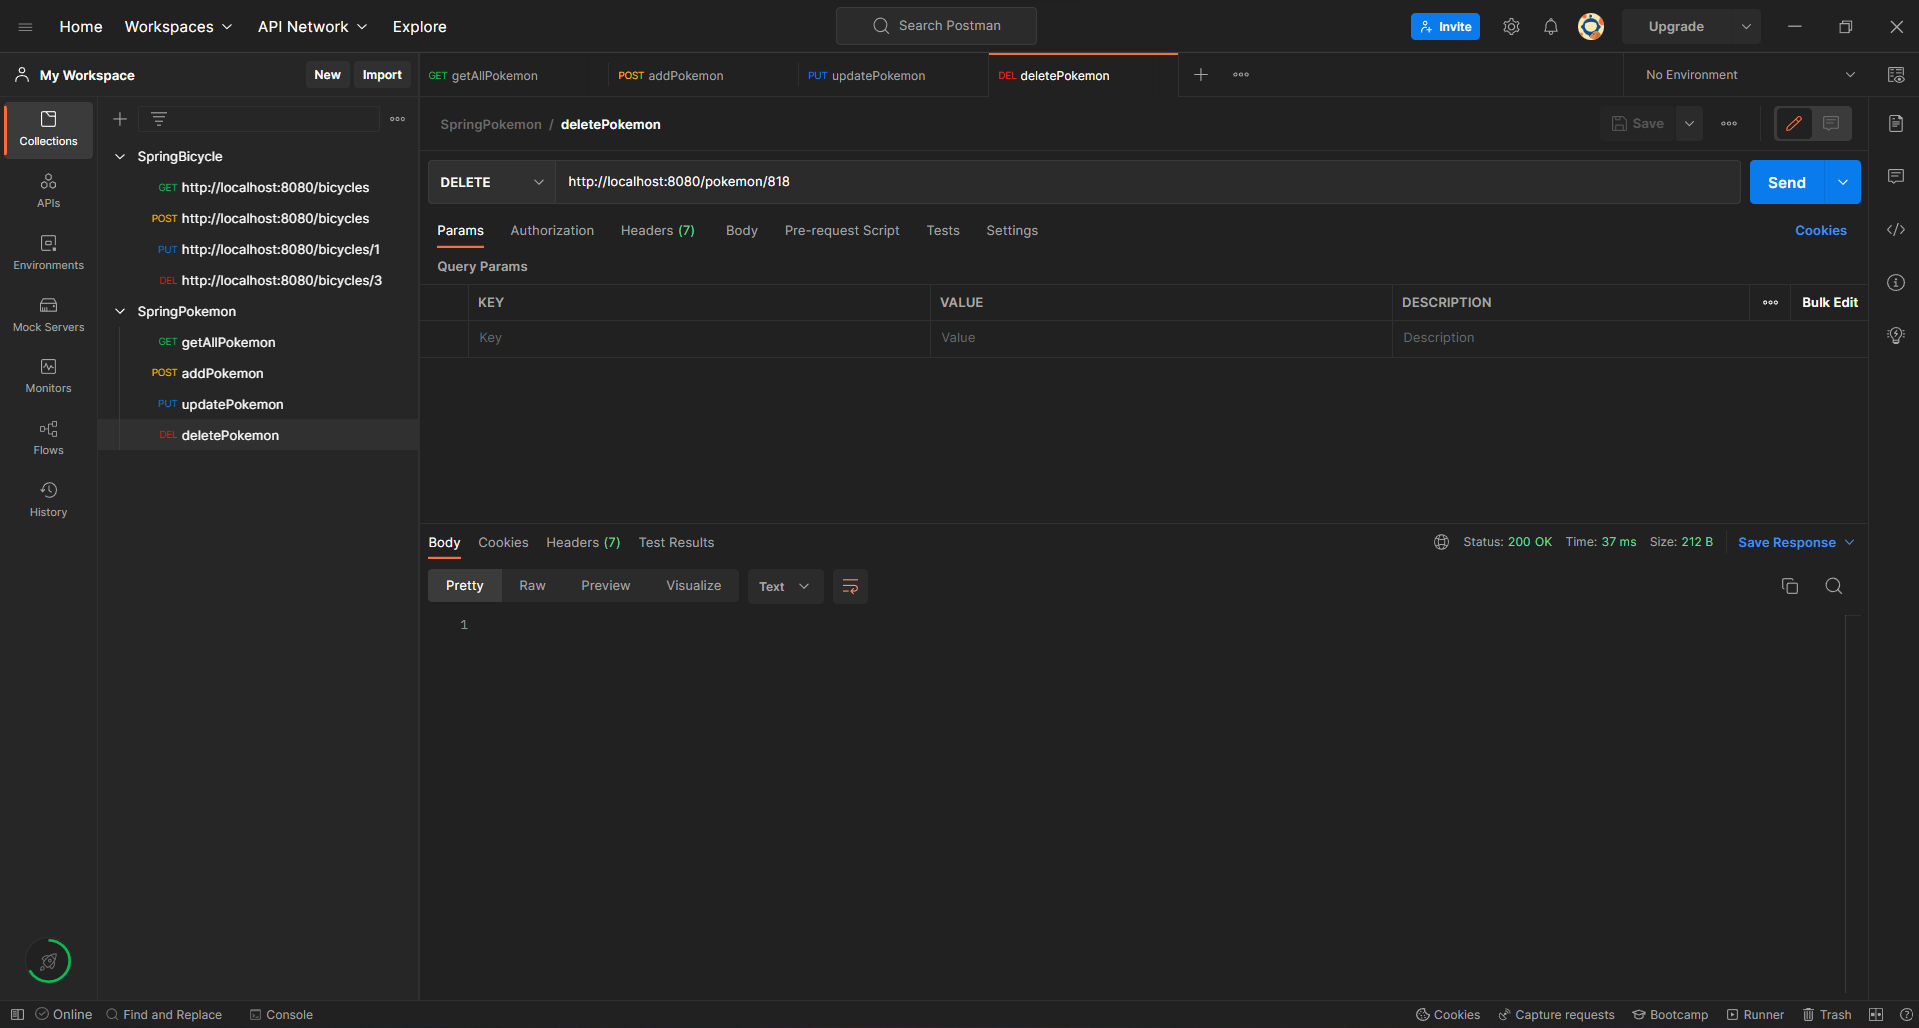 Home Workspaces API Network Explore Search Postman Invite Upgrade
My Workspace New Import GET getAllPokemon POST addPokemon PUT updatePokemon DEL deletePokemon No Environment
Collections
APIs
Environments
Mock Servers
Monitors
Flows
History
SpringBicycle
GET http://localhost:8080/bicycles
POST http://localhost:8080/bicycles
PUT http://localhost:8080/bicycles/1
DEL http://localhost:8080/bicycles/3
SpringPokemon
GET getAllPokemon
POST addPokemon
PUT updatePokemon
DEL deletePokemon
SpringPokemon / deletePokemon Save
DELETE http://localhost:8080/pokemon/818 Send
Params Authorization Headers (7) Body Pre-request Script Tests Settings Cookies
Query Params
KEY VALUE DESCRIPTION Bulk Edit
Key Value Description
Body Cookies Headers (7) Test Results Status: 200 OK Time: 37 ms Size: 212 B Save Response
Pretty Raw Preview Visualize Text
1
Online Find and Replace Console Cookies Capture requests Bootcamp Runner Trash